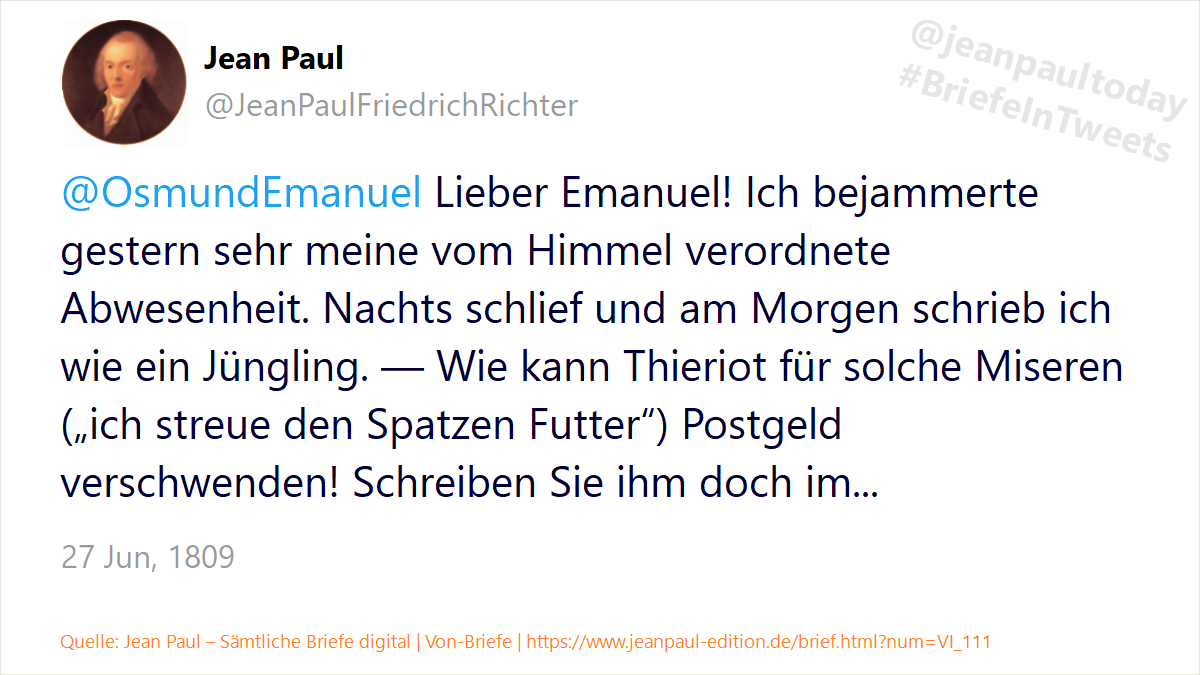 Jean Paul
@JeanPaulFriedrichRichter
@jeanpaultoday
#BriefeInTweets
@OsmundEmanuel Lieber Emanuel! Ich bejammerte
gestern sehr meine vom Himmel verordnete
Abwesenheit. Nachts schlief und am Morgen schrieb ich
wie ein Jüngling. — Wie kann Thieriot für solche Miseren
(„ich streue den Spatzen Futter“) Postgeld
verschwenden! Schreiben Sie ihm doch im...
27 Jun, 1809
Quelle: Jean Paul – Sämtliche Briefe digital | Von-Briefe | https://www.jeanpaul-edition.de/brief.html?num=VI_111